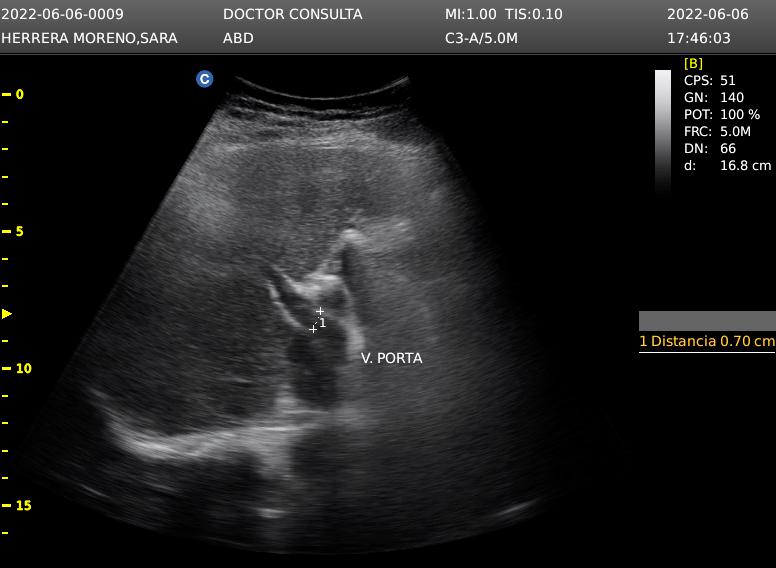 2022-06-06-0009 DOCTOR CONSULTA MI:1.00 TIS:0.10 2022-06-06
HERRERA MORENO,SARA ABD C3-A/5.0M 17:46:03
C
[B]
CPS: 51
GN: 140
POT: 100 %
FRC: 5.0M
DN: 66
d: 16.8 cm
0
5
10
15
1
V. PORTA
1 Distancia 0.70 cm